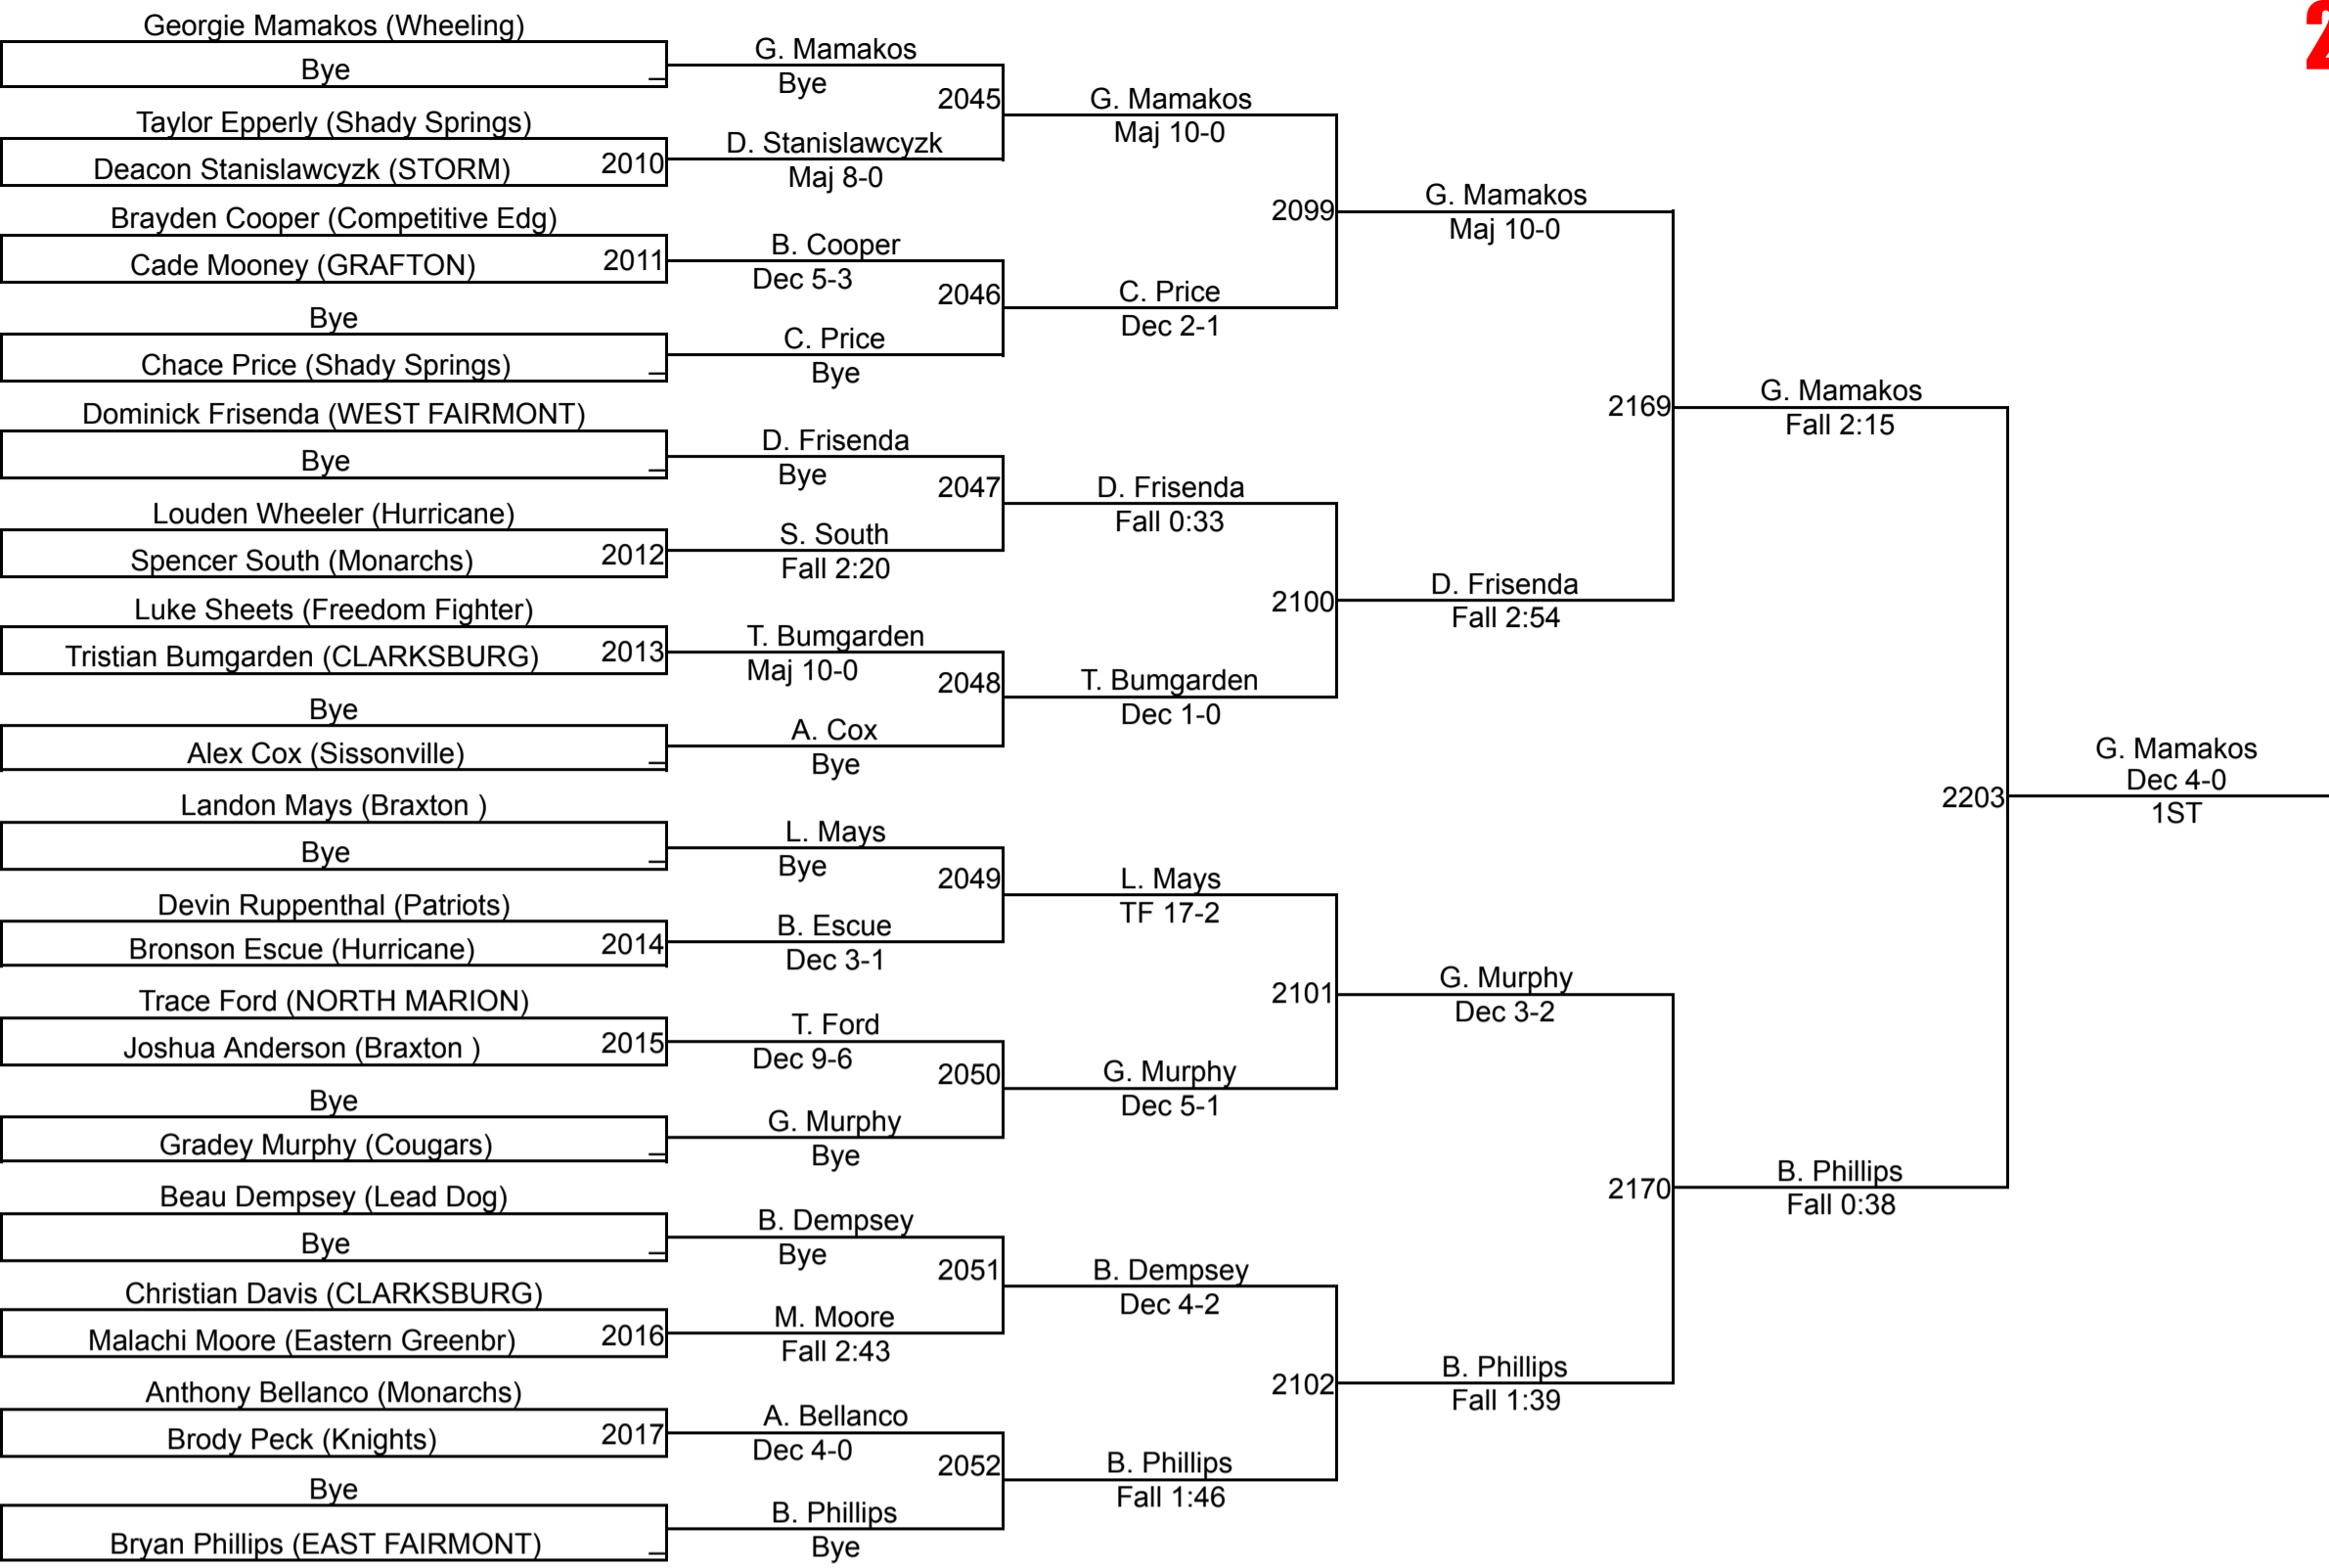 Georgie Mamakos (Wheeling)
Bye
Taylor Epperly (Shady Springs)
Deacon Stanislawcyzk (STORM)
2010
Brayden Cooper (Competitive Edg)
Cade Mooney (GRAFTON)
2011
Bye
Chace Price (Shady Springs)
Dominick Frisenda (WEST FAIRMONT)
Bye
Louden Wheeler (Hurricane)
Spencer South (Monarchs)
2012
Luke Sheets (Freedom Fighter)
Tristian Bumgarden (CLARKSBURG)
2013
Bye
Alex Cox (Sissonville)
Landon Mays (Braxton )
Bye
Devin Ruppenthal (Patriots)
Bronson Escue (Hurricane)
2014
Trace Ford (NORTH MARION)
Joshua Anderson (Braxton )
2015
Bye
Gradey Murphy (Cougars)
Beau Dempsey (Lead Dog)
Bye
Christian Davis (CLARKSBURG)
Malachi Moore (Eastern Greenbr)
2016
Anthony Bellanco (Monarchs)
Brody Peck (Knights)
2017
Bye
Bryan Phillips (EAST FAIRMONT)
G. Mamakos
Bye
2045
D. Stanislawcyzk
Maj 8-0
B. Cooper
Dec 5-3
2046
C. Price
Bye
D. Frisenda
Bye
2047
S. South
Fall 2:20
T. Bumgarden
Maj 10-0
2048
A. Cox
Bye
L. Mays
Bye
2049
B. Escue
Dec 3-1
T. Ford
Dec 9-6
2050
G. Murphy
Bye
B. Dempsey
Bye
2051
M. Moore
Fall 2:43
A. Bellanco
Dec 4-0
2052
B. Phillips
Bye
G. Mamakos
Maj 10-0
2099
C. Price
Dec 2-1
D. Frisenda
Fall 0:33
2100
T. Bumgarden
Dec 1-0
L. Mays
TF 17-2
2101
G. Murphy
Dec 5-1
B. Dempsey
Dec 4-2
2102
B. Phillips
Fall 1:46
G. Mamakos
Maj 10-0
2169
D. Frisenda
Fall 2:54
G. Murphy
Dec 3-2
2170
B. Phillips
Fall 1:39
G. Mamakos
Fall 2:15
2203
B. Phillips
Fall 0:38
G. Mamakos
Dec 4-0
1ST